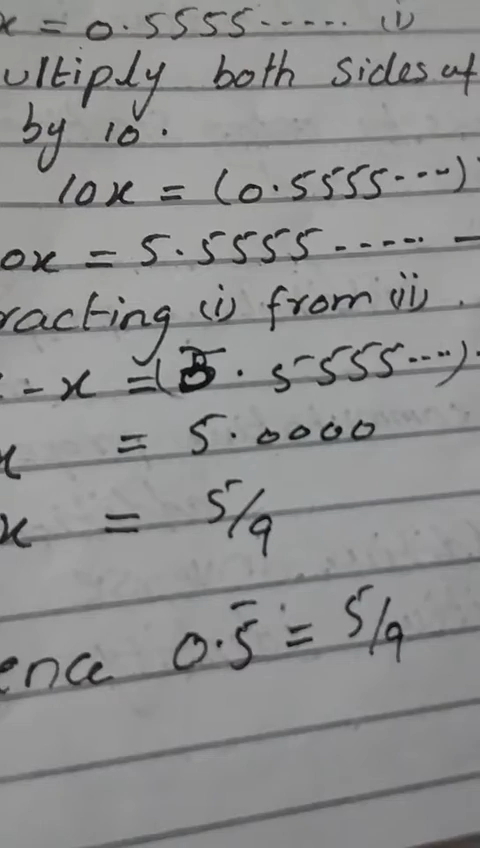 x = 0.5555...... (i)
ultiply both sides of
by 10.
10x = (0.5555...)
0x = 5.5555..... -
racting (i) from (ii).
- x = (5.5555...).
x = 5.0000
x = 5/9
ence 0.5̅ = 5/9